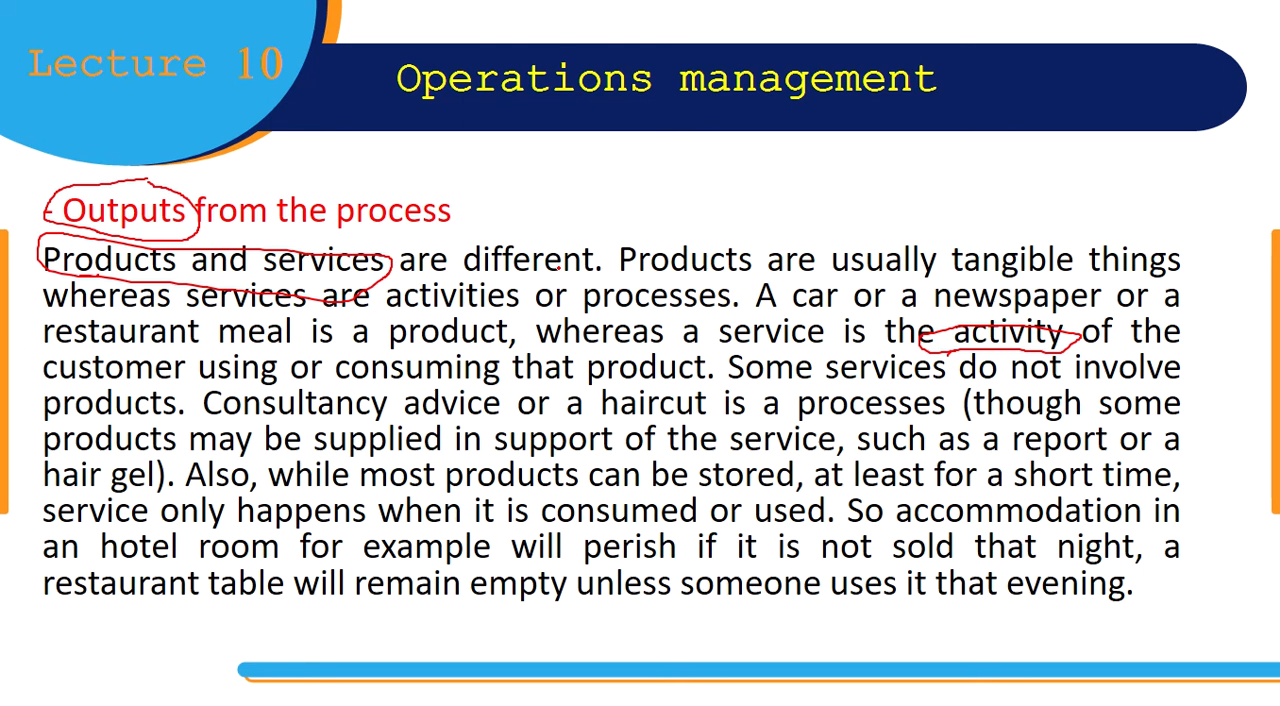 Lecture 10
Operations management
- Outputs from the process
Products and services are different. Products are usually tangible things
whereas services are activities or processes. A car or a newspaper or a
restaurant meal is a product, whereas a service is the activity of the
customer using or consuming that product. Some services do not involve
products. Consultancy advice or a haircut is a processes (though some
products may be supplied in support of the service, such as a report or a
hair gel). Also, while most products can be stored, at least for a short time,
service only happens when it is consumed or used. So accommodation in
an hotel room for example will perish if it is not sold that night, a
restaurant table will remain empty unless someone uses it that evening.